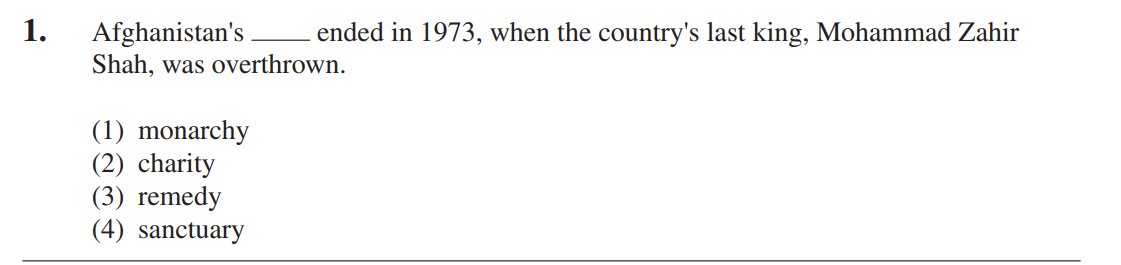 1. Afghanistan's ____ ended in 1973, when the country's last king, Mohammad Zahir
Shah, was overthrown.
(1) monarchy
(2) charity
(3) remedy
(4) sanctuary